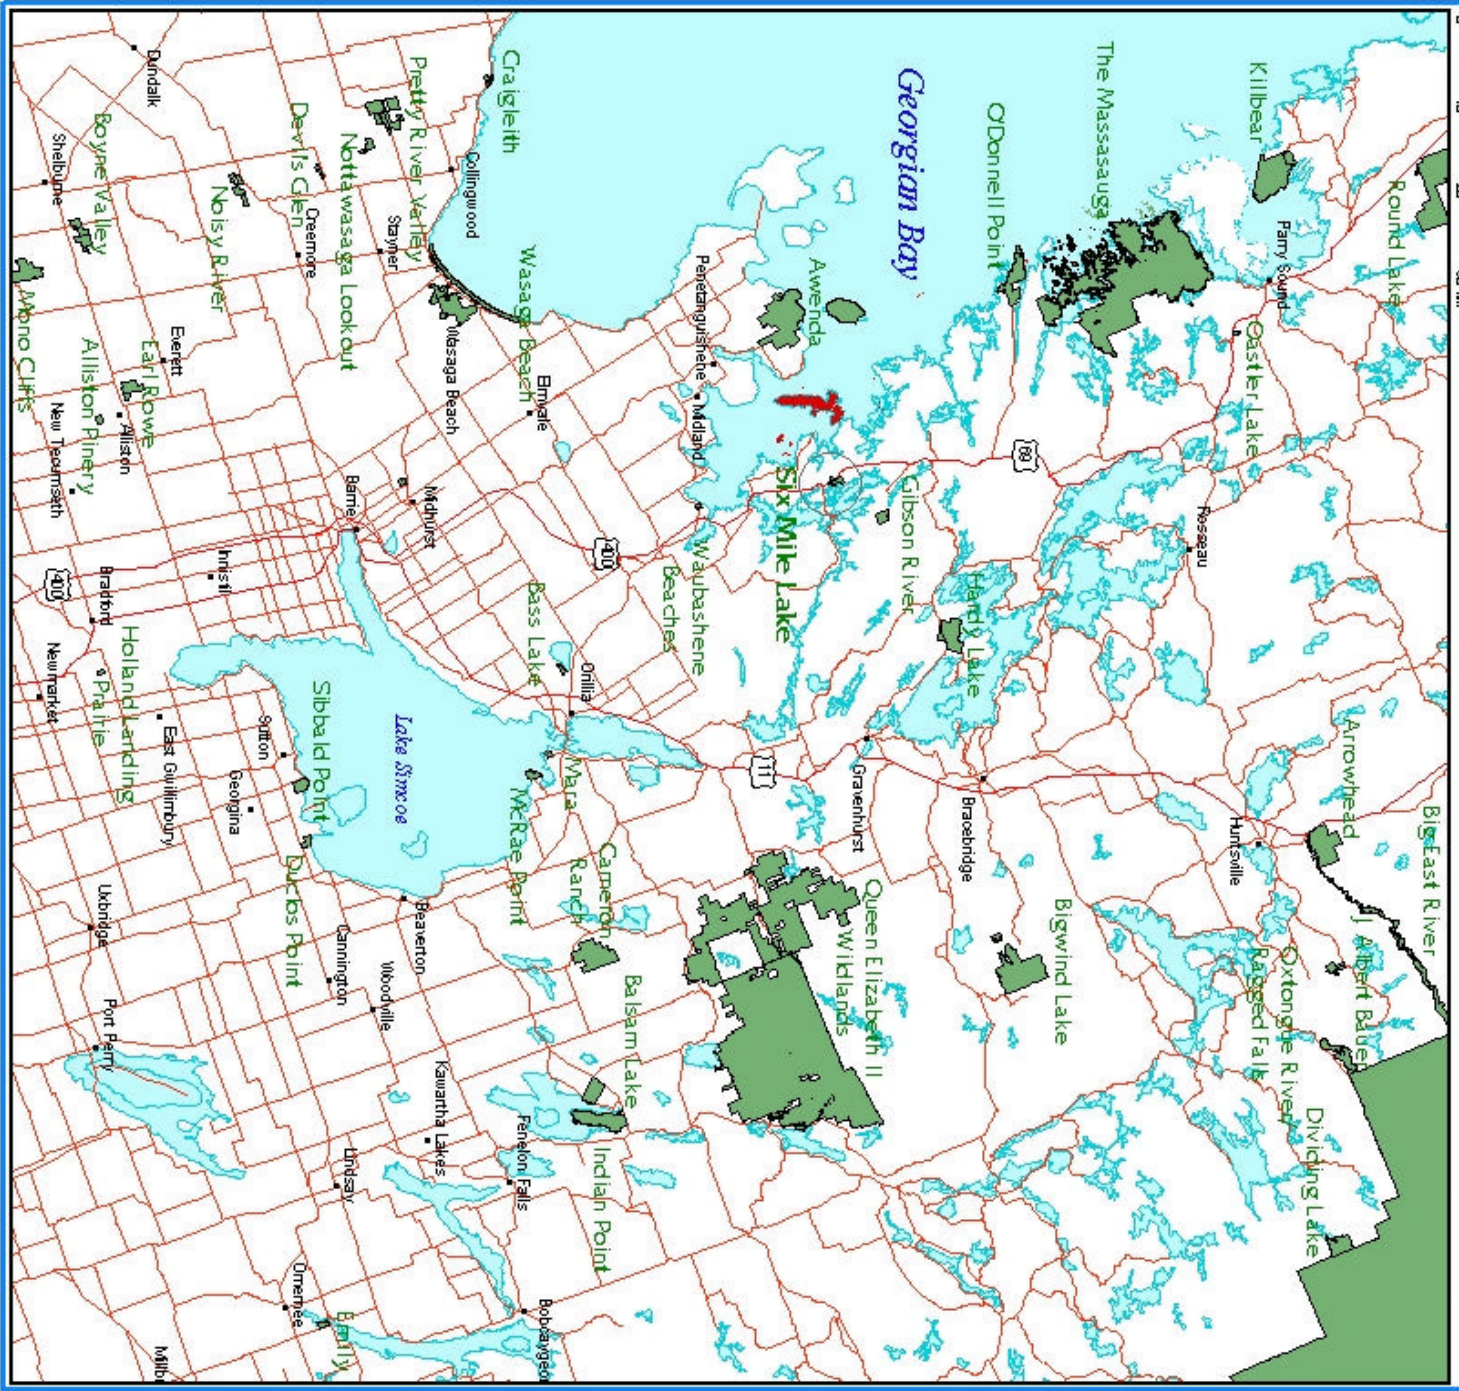 Round Lake
Killbear
Parry Sound
The Massasauga
O'Donnell Point
Georgian Bay
Oastler Lake
Rosseau
69
Awenda
Penetanguishene
Midland
Six Mile Lake
Gibson River
Hardy Lake
Waubashene
Beaches
400
Craigleith
Collingwood
Pretty River Valley
Stayner
Nottawasaga Lookout
Devil's Glen
Creemore
Noisy River
Dundalk
Boyne Valley
Shelburne
Mono Cliffs
Wasaga Beach
Wasaga Beach
Elmvale
Everett
Earl Rowe
Alliston
Alliston Pinery
New Tecumseth
Midhurst
Barrie
Innisfil
Bradford
400
Newmarket
Holland Landing
Prairie
East Gwillimbury
Bass Lake
Orillia
Mara
McRae Point
Lake Simcoe
Sibbald Point
Sutton
Georgina
Duclos Point
Beaverton
Cannington
Woodville
Uxbridge
Port Perry
11
Gravenhurst
Bracebridge
Huntsville
Arrowhead
Big East River
J Albert Bauer
Oxtongue River
Ragged Falls
Bigwind Lake
Queen Elizabeth II
Wildlands
Cameron
Ranch
Balsam Lake
Indian Point
Fenelon Falls
Kawartha Lakes
Lindsay
Omemee
Emily
Bobcaygeon
Dividing Lake